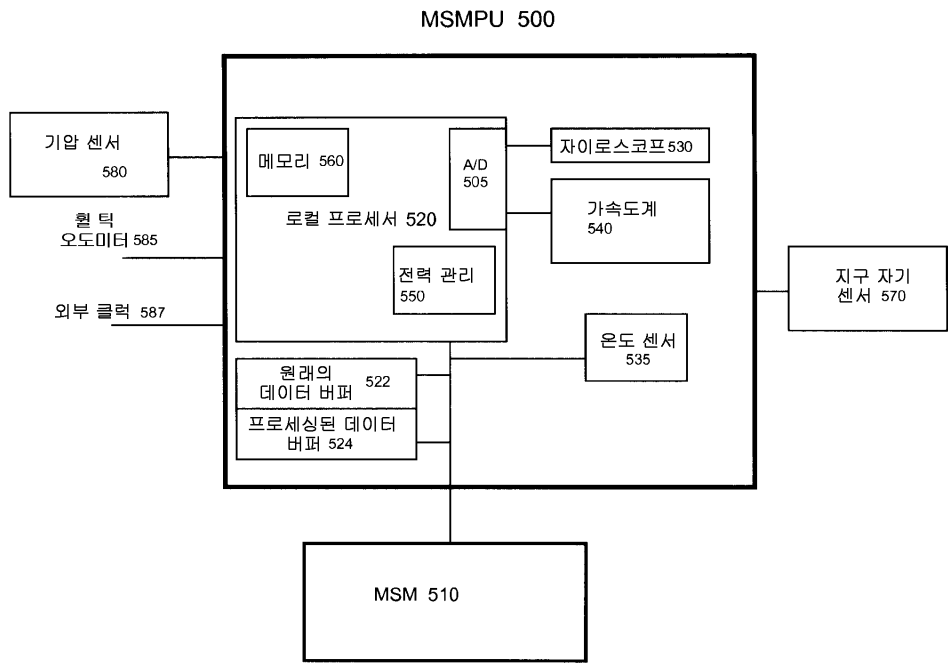 MSMPU 500
기압 센서
580
휠 틱
오도미터 585
외부 클럭 587
메모리 560
A/D
505
로컬 프로세서 520
전력 관리
550
자이로스코프 530
가속도계
540
지구 자기
센서 570
온도 센서
535
원래의
데이터 버퍼 522
프로세싱된 데이터
버퍼 524
MSM 510